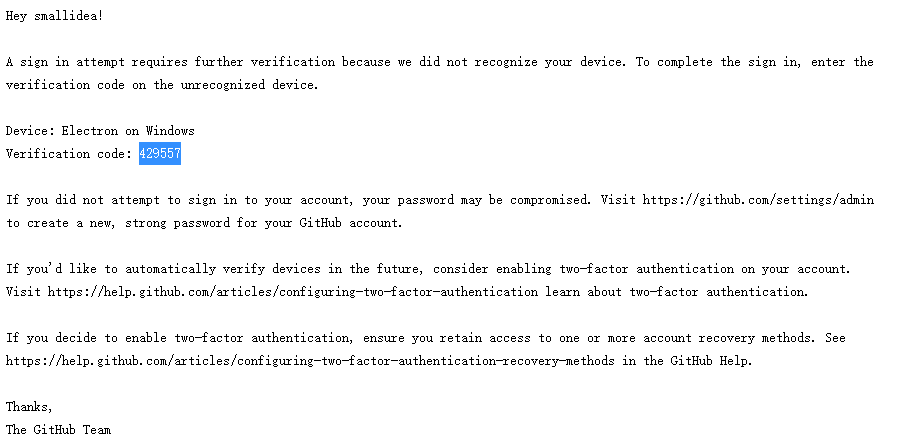 Hey smallidea!
A sign in attempt requires further verification because we did not recognize your device. To complete the sign in, enter the
verification code on the unrecognized device.
Device: Electron on Windows
Verification code: 429557
If you did not attempt to sign in to your account, your password may be compromised. Visit https://github.com/settings/admin
to create a new, strong password for your GitHub account.
If you'd like to automatically verify devices in the future, consider enabling two-factor authentication on your account.
Visit https://help.github.com/articles/configuring-two-factor-authentication learn about two-factor authentication.
If you decide to enable two-factor authentication, ensure you retain access to one or more account recovery methods. See
https://help.github.com/articles/configuring-two-factor-authentication-recovery-methods in the GitHub Help.
Thanks,
The GitHub Team